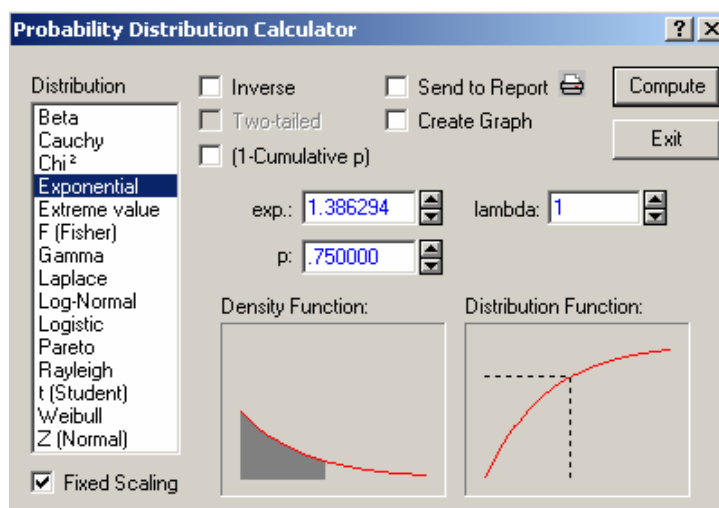 Probability Distribution Calculator
Distribution
Beta
Cauchy
Chi²
Exponential
Extreme value
F (Fisher)
Gamma
Laplace
Log-Normal
Logistic
Pareto
Rayleigh
t (Student)
Weibull
Z (Normal)
Fixed Scaling
Inverse
Two-tailed
(1-Cumulative p)
Send to Report
Create Graph
Compute
Exit
exp.: 1.386294
lambda: 1
p: .750000
Density Function:
Distribution Function: